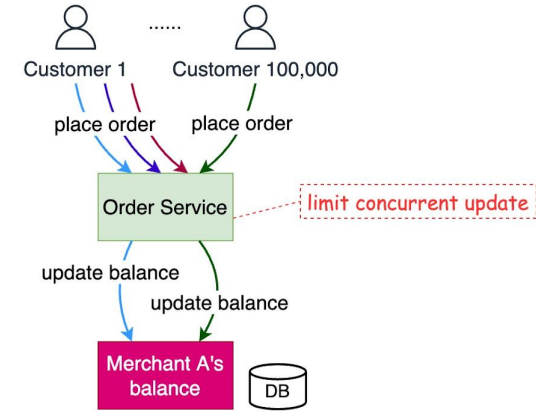 ......
Customer 1
Customer 100,000
place order
place order
Order Service
limit concurrent update
update balance
update balance
Merchant A's
balance
DB